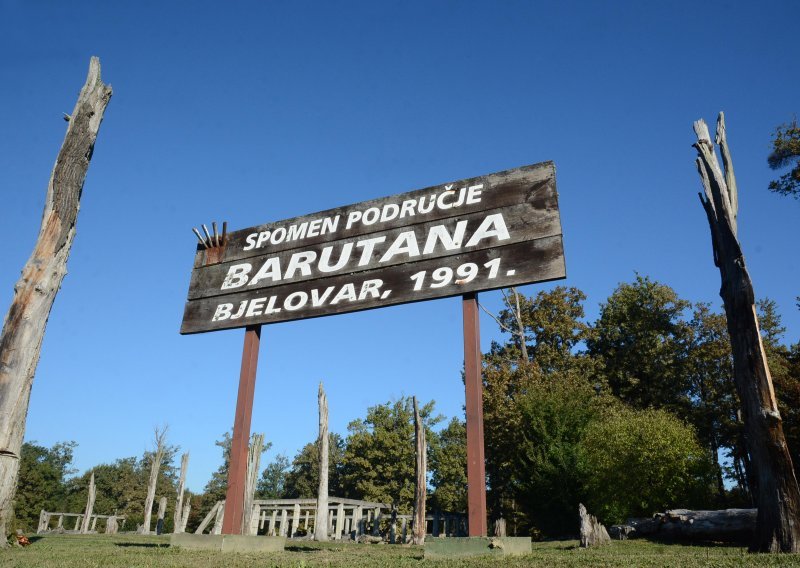 SPOMEN PODRUČJE
BARUTANA
BJELOVAR, 1991.